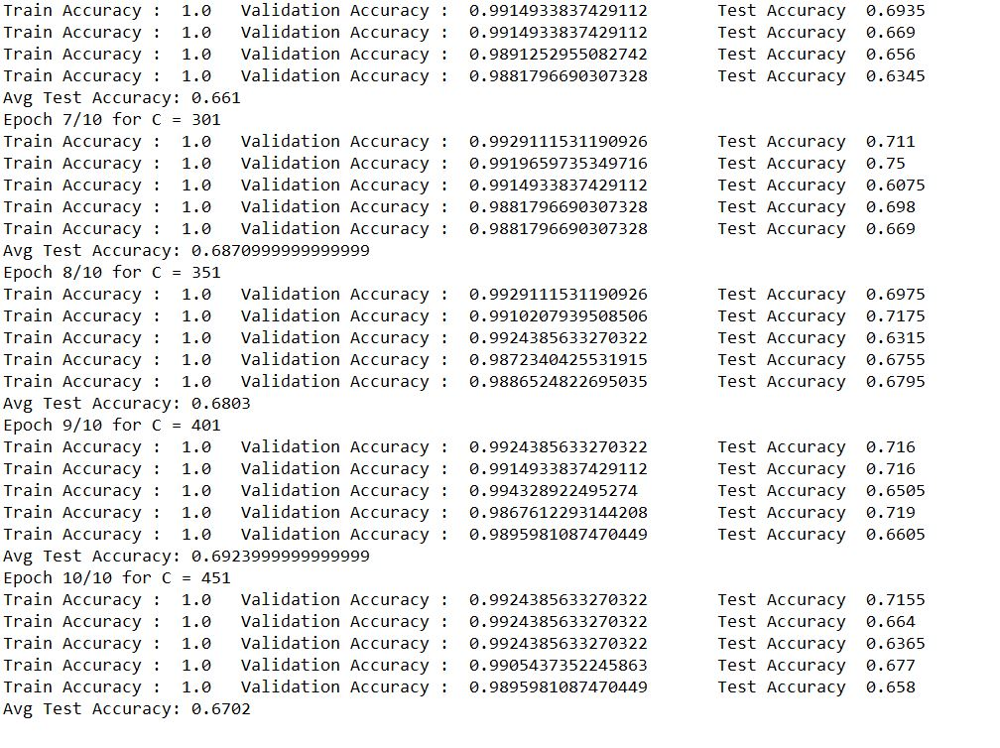 Train Accuracy :  1.0   Validation Accuracy :  0.9914933837429112       Test Accuracy  0.6935
Train Accuracy :  1.0   Validation Accuracy :  0.9914933837429112       Test Accuracy  0.669
Train Accuracy :  1.0   Validation Accuracy :  0.9891252955082742       Test Accuracy  0.656
Train Accuracy :  1.0   Validation Accuracy :  0.9881796690307328       Test Accuracy  0.6345
Avg Test Accuracy: 0.661
Epoch 7/10 for C = 301
Train Accuracy :  1.0   Validation Accuracy :  0.9929111531190926       Test Accuracy  0.711
Train Accuracy :  1.0   Validation Accuracy :  0.9919659735349716       Test Accuracy  0.75
Train Accuracy :  1.0   Validation Accuracy :  0.9914933837429112       Test Accuracy  0.6075
Train Accuracy :  1.0   Validation Accuracy :  0.9881796690307328       Test Accuracy  0.698
Train Accuracy :  1.0   Validation Accuracy :  0.9881796690307328       Test Accuracy  0.669
Avg Test Accuracy: 0.6870999999999999
Epoch 8/10 for C = 351
Train Accuracy :  1.0   Validation Accuracy :  0.9929111531190926       Test Accuracy  0.6975
Train Accuracy :  1.0   Validation Accuracy :  0.9910207939508506       Test Accuracy  0.7175
Train Accuracy :  1.0   Validation Accuracy :  0.9924385633270322       Test Accuracy  0.6315
Train Accuracy :  1.0   Validation Accuracy :  0.9872340425531915       Test Accuracy  0.6755
Train Accuracy :  1.0   Validation Accuracy :  0.9886524822695035       Test Accuracy  0.6795
Avg Test Accuracy: 0.6803
Epoch 9/10 for C = 401
Train Accuracy :  1.0   Validation Accuracy :  0.9924385633270322       Test Accuracy  0.716
Train Accuracy :  1.0   Validation Accuracy :  0.9914933837429112       Test Accuracy  0.716
Train Accuracy :  1.0   Validation Accuracy :  0.994328922495274        Test Accuracy  0.6505
Train Accuracy :  1.0   Validation Accuracy :  0.9867612293144208       Test Accuracy  0.719
Train Accuracy :  1.0   Validation Accuracy :  0.9895981087470449       Test Accuracy  0.6605
Avg Test Accuracy: 0.6923999999999999
Epoch 10/10 for C = 451
Train Accuracy :  1.0   Validation Accuracy :  0.9924385633270322       Test Accuracy  0.7155
Train Accuracy :  1.0   Validation Accuracy :  0.9924385633270322       Test Accuracy  0.664
Train Accuracy :  1.0   Validation Accuracy :  0.9924385633270322       Test Accuracy  0.6365
Train Accuracy :  1.0   Validation Accuracy :  0.9905437352245863       Test Accuracy  0.677
Train Accuracy :  1.0   Validation Accuracy :  0.9895981087470449       Test Accuracy  0.658
Avg Test Accuracy: 0.6702